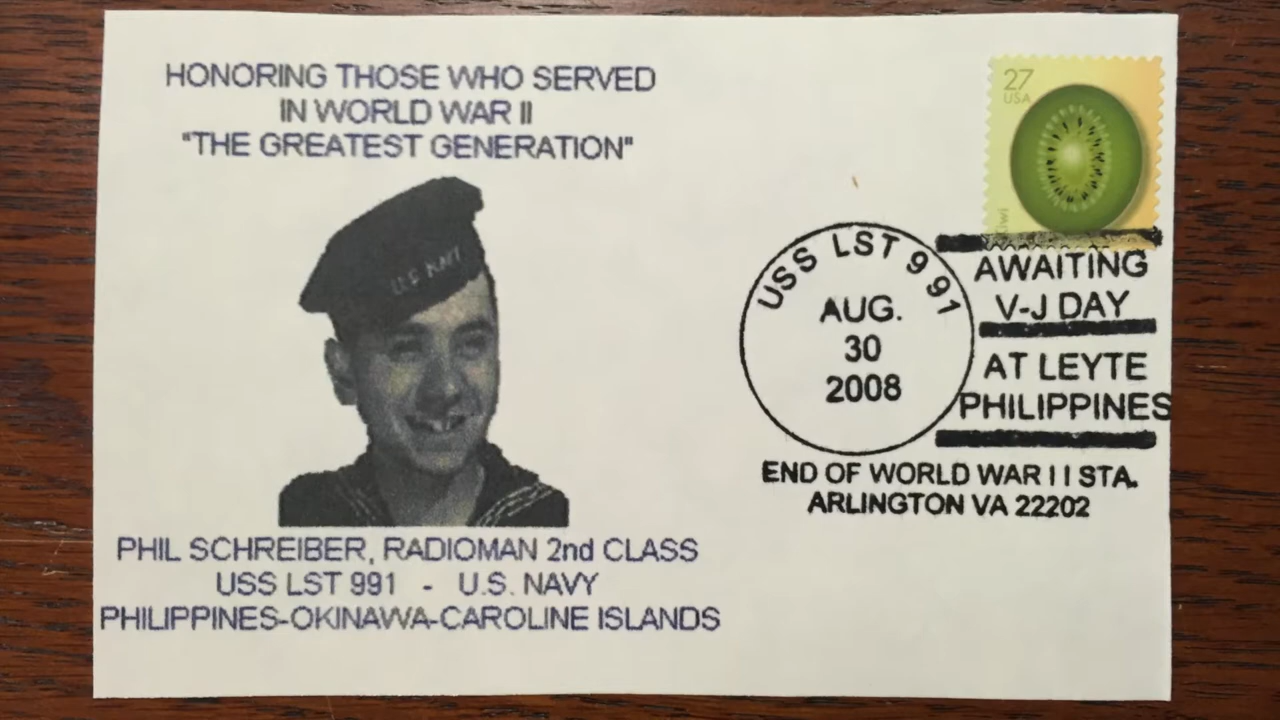 HONORING THOSE WHO SERVED
IN WORLD WAR II
"THE GREATEST GENERATION"
U.S. NAVY
PHIL SCHREIBER, RADIOMAN 2nd CLASS
USS LST 991 - U.S. NAVY
PHILIPPINES-OKINAWA-CAROLINE ISLANDS
27
USA
Kiwi
USS LST 991
AUG.
30
2008
AWAITING
V-J DAY
AT LEYTE
PHILIPPINES
END OF WORLD WAR I I STA.
ARLINGTON VA 22202